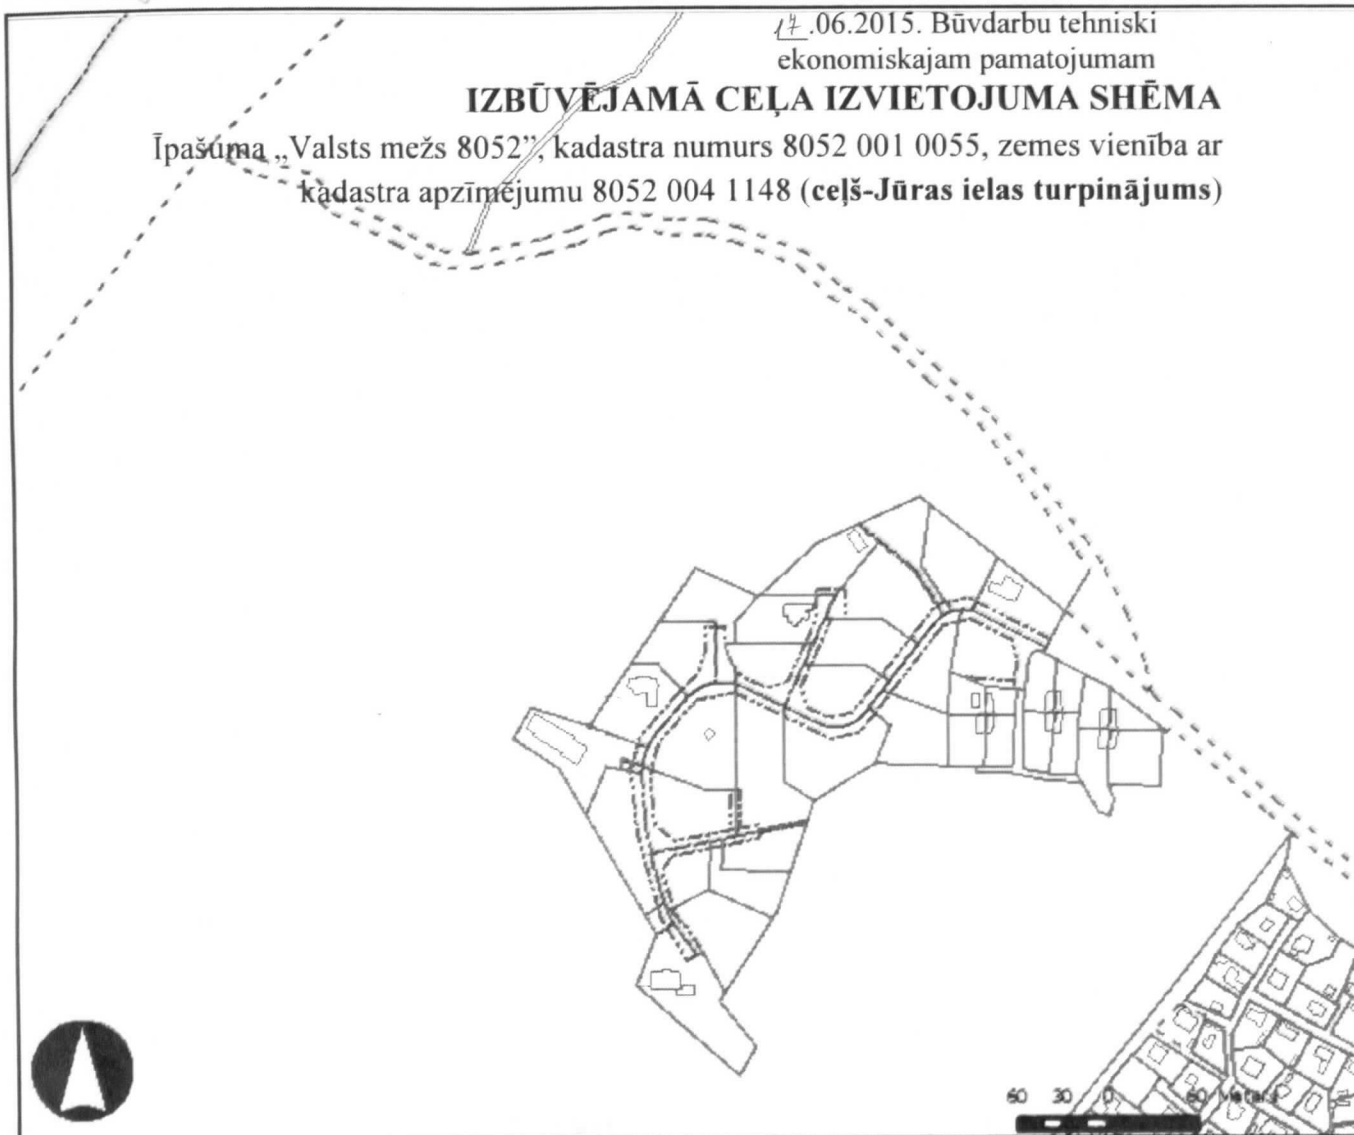 17.06.2015. Būvdarbu tehniski
ekonomiskajam pamatojumam
IZBŪVĒJAMĀ CEĻA IZVIETOJUMA SHĒMA
Īpašuma „Valsts mežs 8052”, kadastra numurs 8052 001 0055, zemes vienība ar
kadastra apzīmējumu 8052 004 1148 (ceļš-Jūras ielas turpinājums)
60 30 0 60 Meters